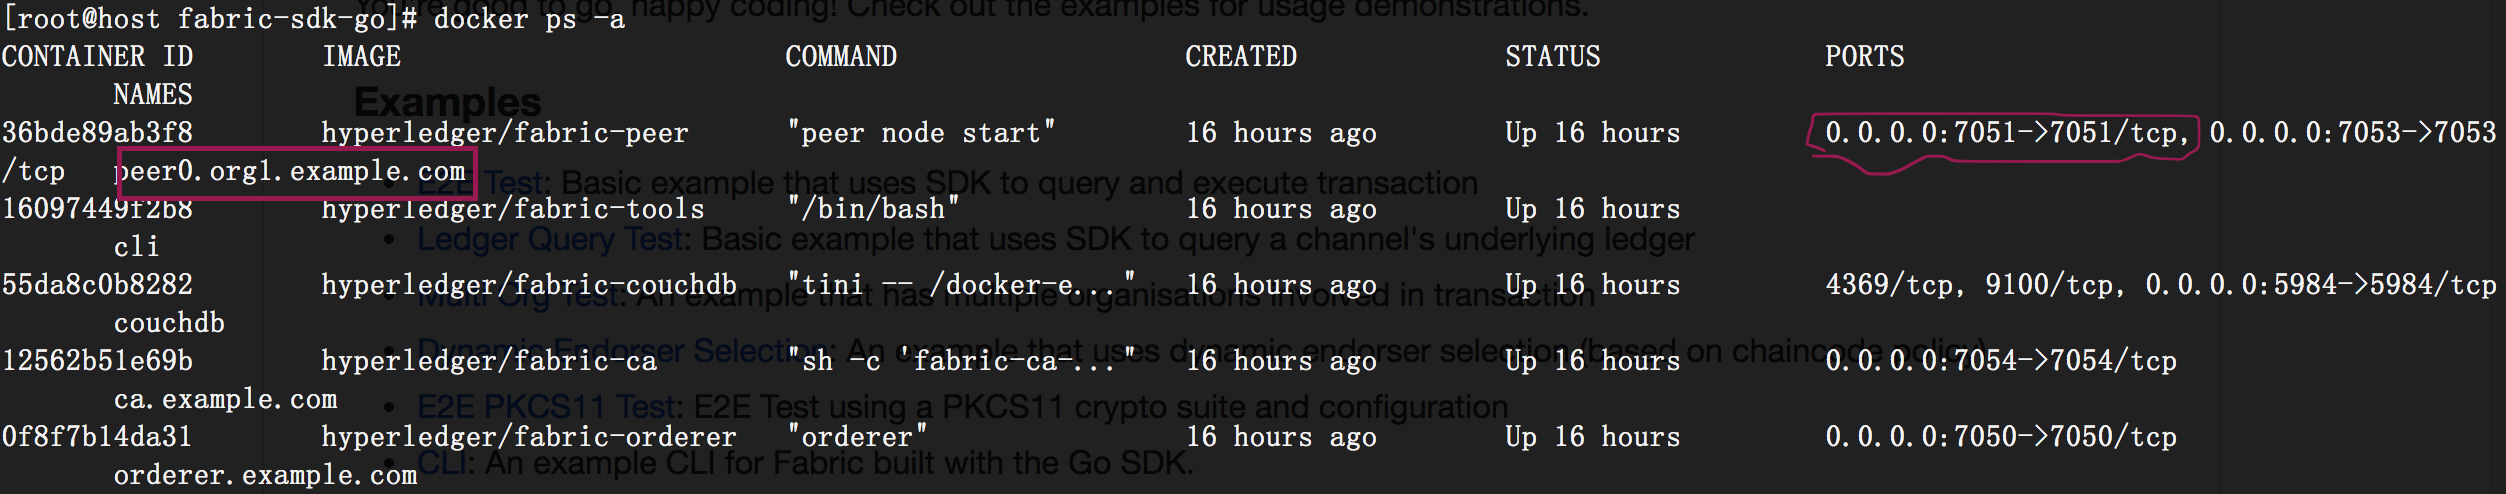 You're good to go, happy coding! Check out the examples for usage demonstrations.
[root@host fabric-sdk-go]# docker ps -a
CONTAINER ID IMAGE COMMAND CREATED STATUS PORTS
NAMES
Examples
36bde89ab3f8 hyperledger/fabric-peer "peer node start" 16 hours ago Up 16 hours 0.0.0.0:7051->7051/tcp, 0.0.0.0:7053->7053
/tcp peer0.org1.example.com
E2E Test: Basic example that uses SDK to query and execute transaction
16097449f2b8 hyperledger/fabric-tools "/bin/bash" 16 hours ago Up 16 hours
cli
Ledger Query Test: Basic example that uses SDK to query a channel's underlying ledger
55da8c0b8282 hyperledger/fabric-couchdb "tini -- /docker-e..." 16 hours ago Up 16 hours 4369/tcp, 9100/tcp, 0.0.0.0:5984->5984/tcp
Multi Org Test: An example that has multiple organisations involved in transaction
couchdb
Dynamic Endorser Selection: An example that uses dynamic endorser selection (based on chaincode policy)
12562b51e69b hyperledger/fabric-ca "sh -c 'fabric-ca-..." 16 hours ago Up 16 hours 0.0.0.0:7054->7054/tcp
ca.example.com
E2E PKCS11 Test: E2E Test using a PKCS11 crypto suite and configuration
0f8f7b14da31 hyperledger/fabric-orderer "orderer" 16 hours ago Up 16 hours 0.0.0.0:7050->7050/tcp
CLI: An example CLI for Fabric built with the Go SDK.
orderer.example.com